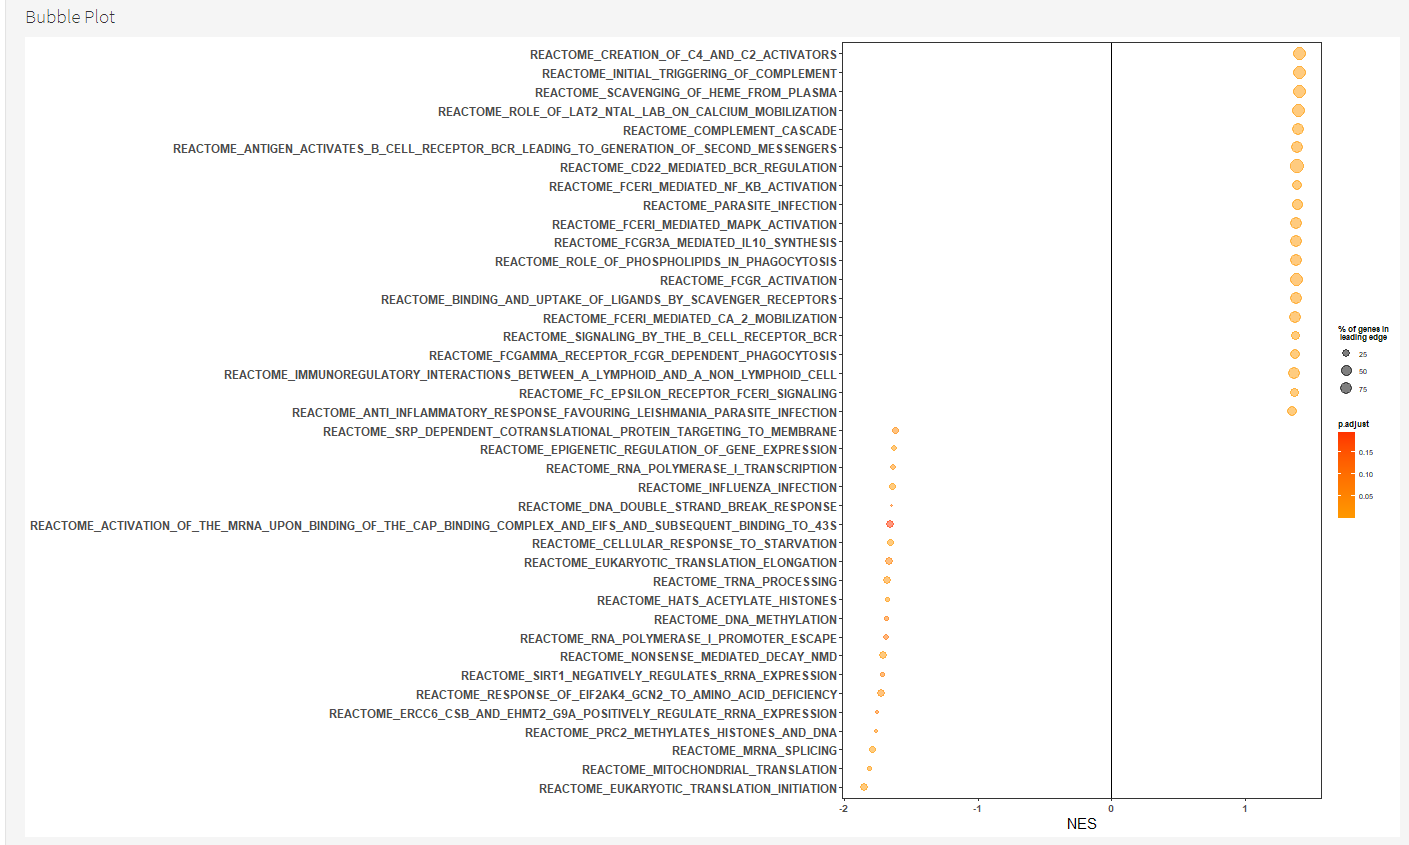 Bubble Plot
REACTOME_CREATION_OF_C4_AND_C2_ACTIVATORS
REACTOME_INITIAL_TRIGGERING_OF_COMPLEMENT
REACTOME_SCAVENGING_OF_HEME_FROM_PLASMA
REACTOME_ROLE_OF_LAT2_NTAL_LAB_ON_CALCIUM_MOBILIZATION
REACTOME_COMPLEMENT_CASCADE
REACTOME_ANTIGEN_ACTIVATES_B_CELL_RECEPTOR_BCR_LEADING_TO_GENERATION_OF_SECOND_MESSENGERS
REACTOME_CD22_MEDIATED_BCR_REGULATION
REACTOME_FCERI_MEDIATED_NF_KB_ACTIVATION
REACTOME_PARASITE_INFECTION
REACTOME_FCERI_MEDIATED_MAPK_ACTIVATION
REACTOME_FCGR3A_MEDIATED_IL10_SYNTHESIS
REACTOME_ROLE_OF_PHOSPHOLIPIDS_IN_PHAGOCYTOSIS
REACTOME_FCGR_ACTIVATION
REACTOME_BINDING_AND_UPTAKE_OF_LIGANDS_BY_SCAVENGER_RECEPTORS
REACTOME_FCERI_MEDIATED_CA_2_MOBILIZATION
REACTOME_SIGNALING_BY_THE_B_CELL_RECEPTOR_BCR
REACTOME_FCGAMMA_RECEPTOR_FCGR_DEPENDENT_PHAGOCYTOSIS
REACTOME_IMMUNOREGULATORY_INTERACTIONS_BETWEEN_A_LYMPHOID_AND_A_NON_LYMPHOID_CELL
REACTOME_FC_EPSILON_RECEPTOR_FCERI_SIGNALING
REACTOME_ANTI_INFLAMMATORY_RESPONSE_FAVOURING_LEISHMANIA_PARASITE_INFECTION
REACTOME_SRP_DEPENDENT_COTRANSLATIONAL_PROTEIN_TARGETING_TO_MEMBRANE
REACTOME_EPIGENETIC_REGULATION_OF_GENE_EXPRESSION
REACTOME_RNA_POLYMERASE_I_TRANSCRIPTION
REACTOME_INFLUENZA_INFECTION
REACTOME_DNA_DOUBLE_STRAND_BREAK_RESPONSE
REACTOME_ACTIVATION_OF_THE_MRNA_UPON_BINDING_OF_THE_CAP_BINDING_COMPLEX_AND_EIFS_AND_SUBSEQUENT_BINDING_TO_43S
REACTOME_CELLULAR_RESPONSE_TO_STARVATION
REACTOME_EUKARYOTIC_TRANSLATION_ELONGATION
REACTOME_TRNA_PROCESSING
REACTOME_HATS_ACETYLATE_HISTONES
REACTOME_DNA_METHYLATION
REACTOME_RNA_POLYMERASE_I_PROMOTER_ESCAPE
REACTOME_NONSENSE_MEDIATED_DECAY_NMD
REACTOME_SIRT1_NEGATIVELY_REGULATES_RRNA_EXPRESSION
REACTOME_RESPONSE_OF_EIF2AK4_GCN2_TO_AMINO_ACID_DEFICIENCY
REACTOME_ERCC6_CSB_AND_EHMT2_G9A_POSITIVELY_REGULATE_RRNA_EXPRESSION
REACTOME_PRC2_METHYLATES_HISTONES_AND_DNA
REACTOME_MRNA_SPLICING
REACTOME_MITOCHONDRIAL_TRANSLATION
REACTOME_EUKARYOTIC_TRANSLATION_INITIATION
-2 -1 0 1
NES
% of genes in
leading edge
25
50
75
p.adjust
0.15
0.10
0.05